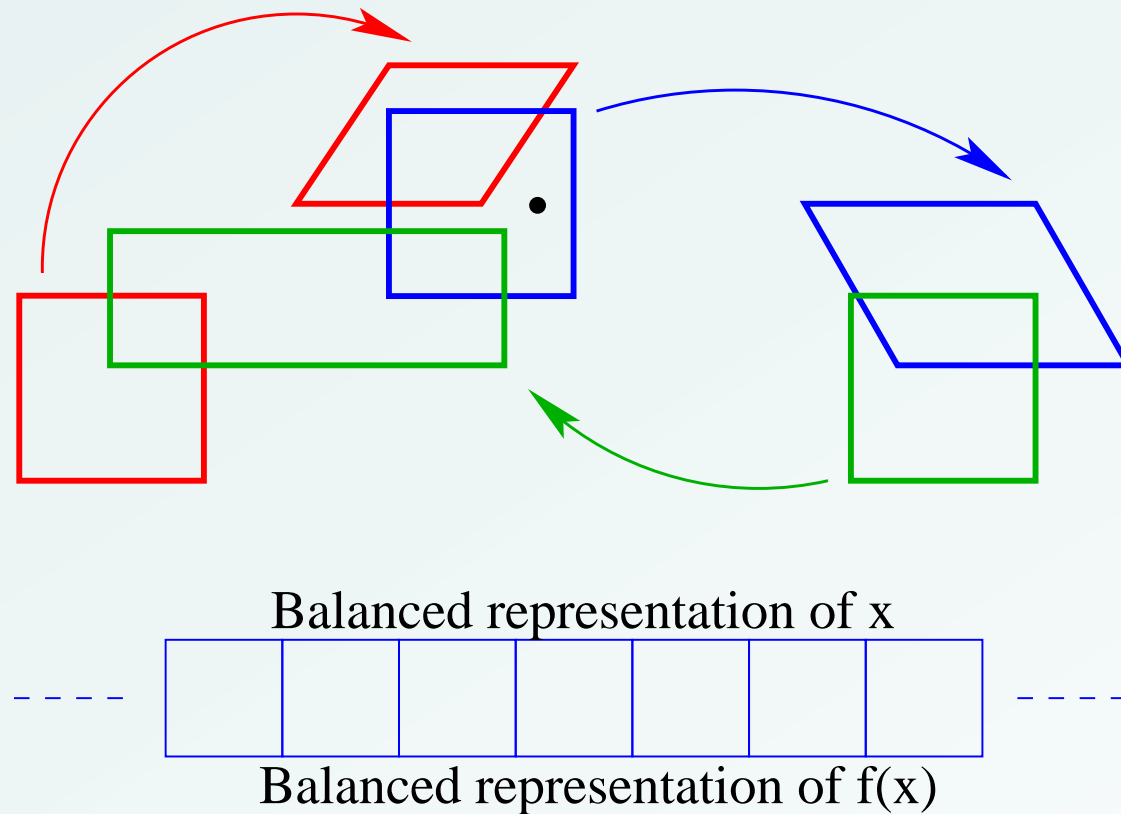 Balanced representation of x
Balanced representation of f(x)